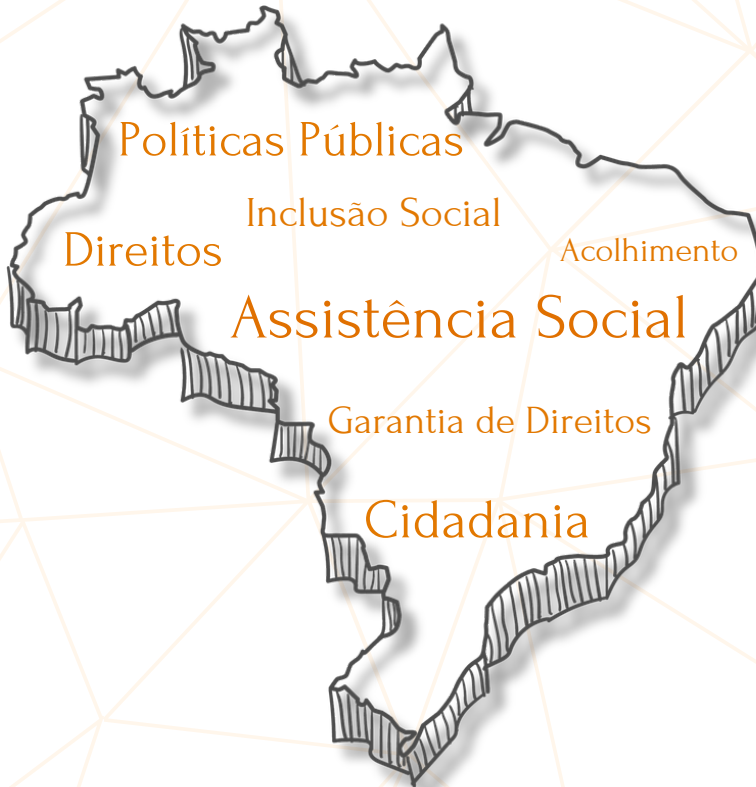 Políticas Públicas
Inclusão Social
Direitos
Acolhimento
Assistência Social
Garantia de Direitos
Cidadania